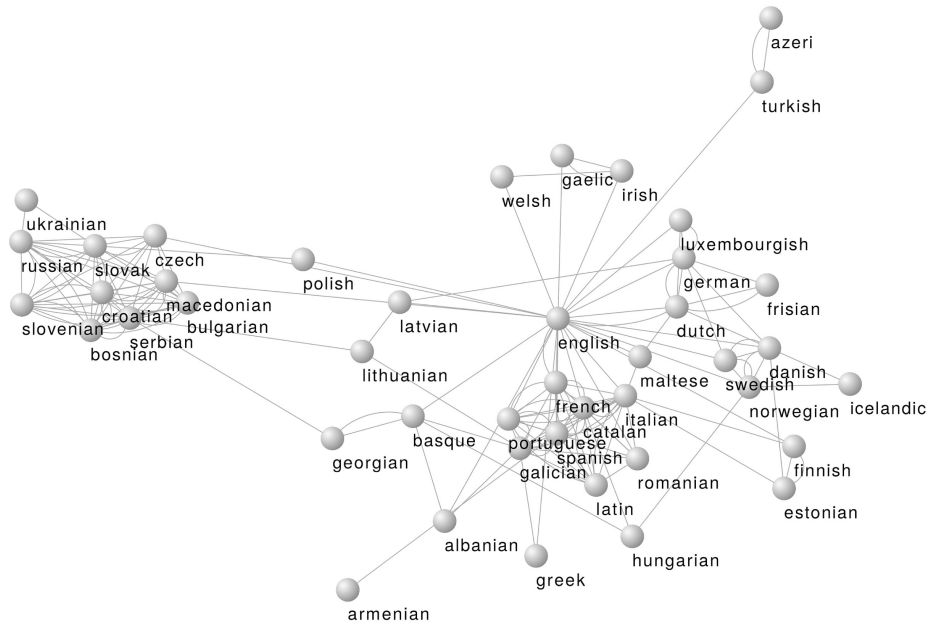 azeri
turkish
gaelic
welsh
irish
ukrainian
luxembourgish
russian
slovak
czech
polish
german
macedonian
frisian
croatian
slovenian
bulgarian
latvian
dutch
serbian
english
bosnian
lithuanian
danish
maltese
swedish
french
norwegian
icelandic
italian
catalan
basque
portuguese
spanish
georgian
galician
finnish
romanian
latin
estonian
albanian
hungarian
greek
armenian